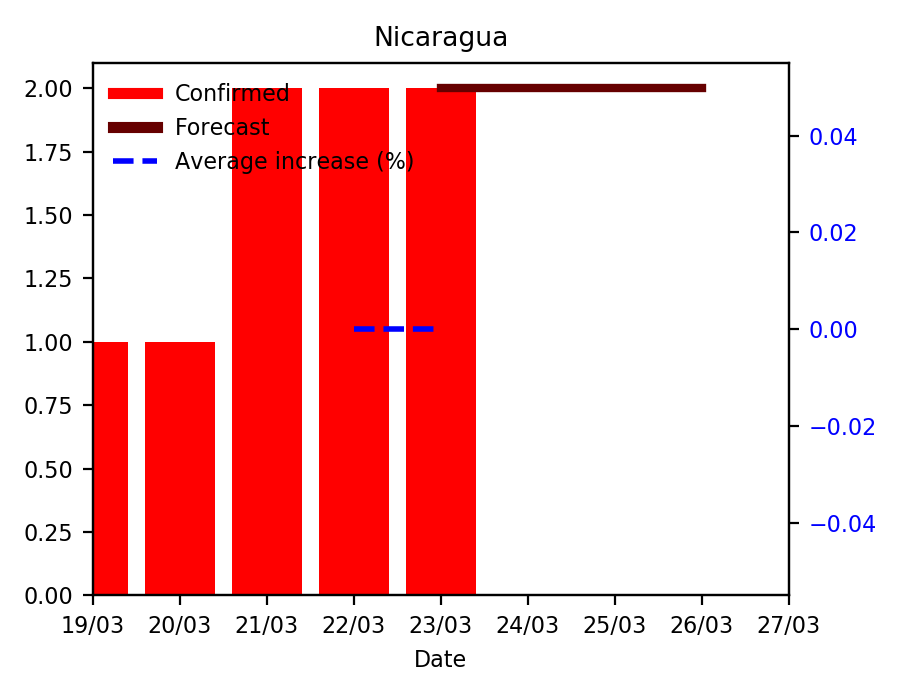 Nicaragua
Confirmed
Forecast
Average increase (%)
2.00
1.75
1.50
1.25
1.00
0.75
0.50
0.25
0.00
0.04
0.02
0.00
−0.02
−0.04
19/03 20/03 21/03 22/03 23/03 24/03 25/03 26/03 27/03
Date